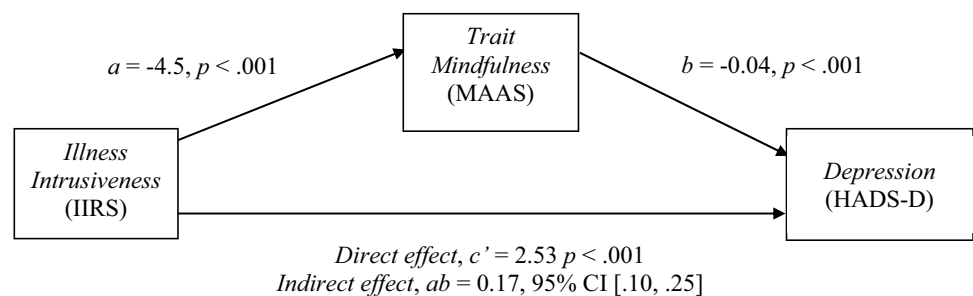 Trait
Mindfulness
(MAAS)
a = -4.5, p < .001
b = -0.04, p < .001
Illness
Intrusiveness
(IIRS)
Depression
(HADS-D)
Direct effect, c’ = 2.53 p < .001
Indirect effect, ab = 0.17, 95% CI [.10, .25]